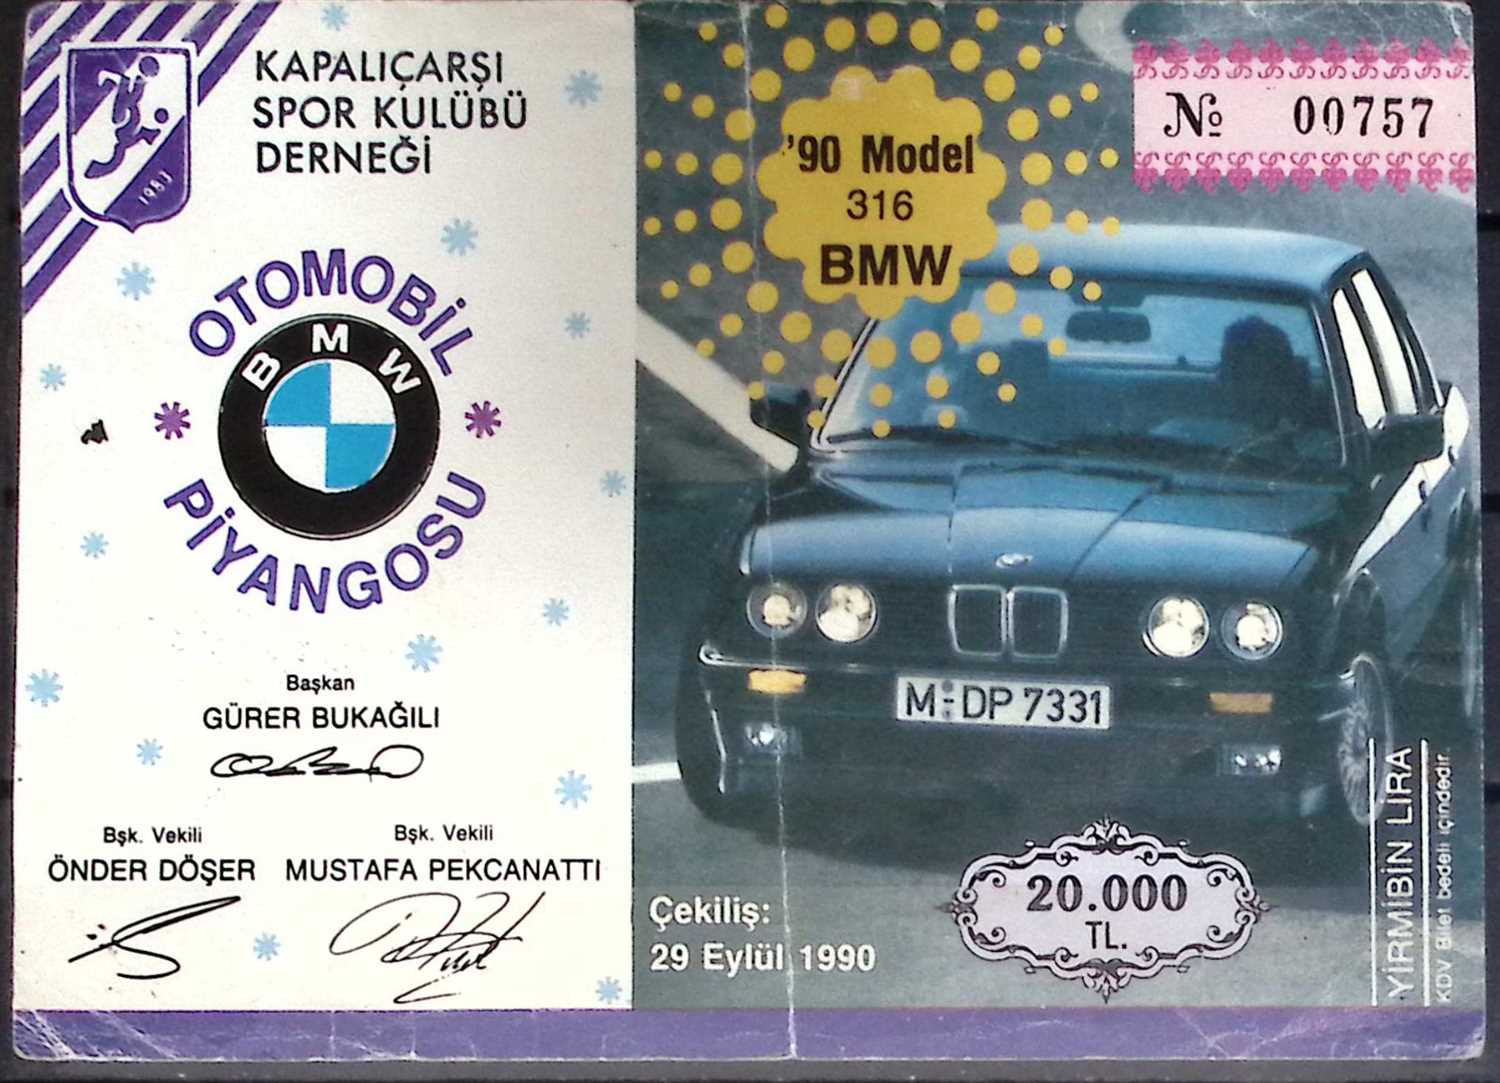 KAPALIÇARŞI
SPOR KULÜBÜ
DERNEĞİ
1983
OTOMOBİL
BMW
PİYANGOSU
Başkan
GÜRER BUKAĞILI
Bşk. Vekili
ÖNDER DÖŞER
Bşk. Vekili
MUSTAFA PEKCANATTI
'90 Model
316
BMW
№ 00757
M-DP 7331
Çekiliş:
29 Eylül 1990
20.000
TL.
YİRMİBİN LİRA
KDV Bilet bedeli içindedir.